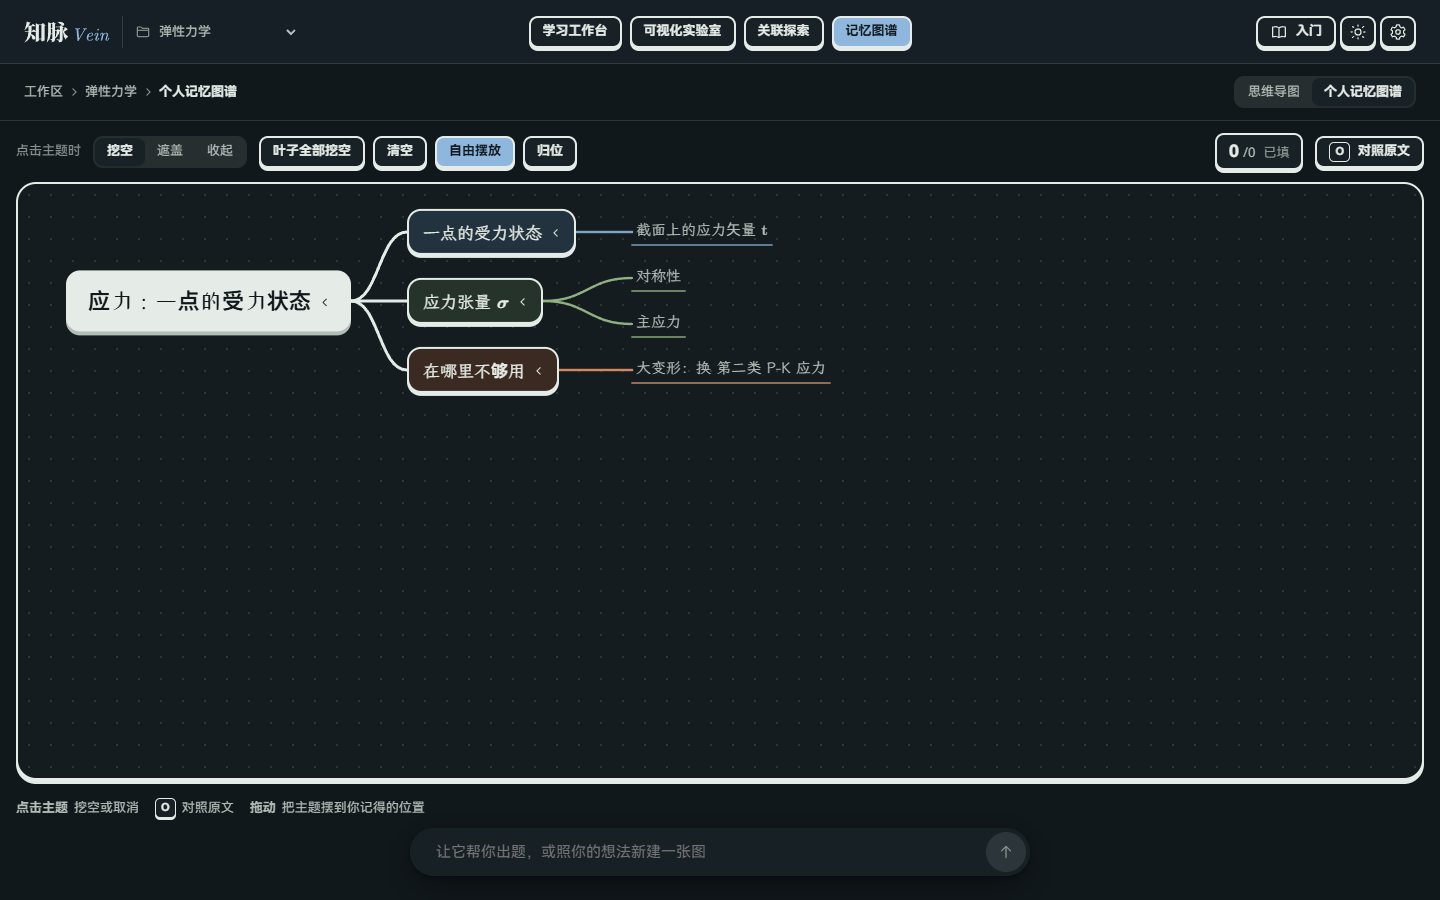 知脉 Vein 弹性力学 学习工作台 可视化实验室 关联探索 记忆图谱 入门
工作区 › 弹性力学 › 个人记忆图谱 思维导图 个人记忆图谱
点击主题时 挖空 遮盖 收起 叶子全部挖空 清空 自由摆放 归位 0 /0 已填 O 对照原文
一点的受力状态 ‹ 截面上的应力矢量 t
对称性
应力：一点的受力状态 ‹ 应力张量 σ ‹
主应力
在哪里不够用 ‹ 大变形：换 第二类 P-K 应力
点击主题 挖空或取消 O 对照原文 拖动 把主题摆到你记得的位置
让它帮你出题，或照你的想法新建一张图